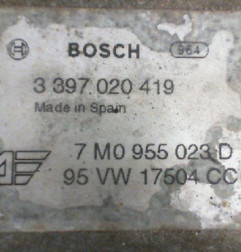 BOSCH 964
3 397 020 419
Made in Spain
7 M0 955 023 D
95 VW 17504 CC